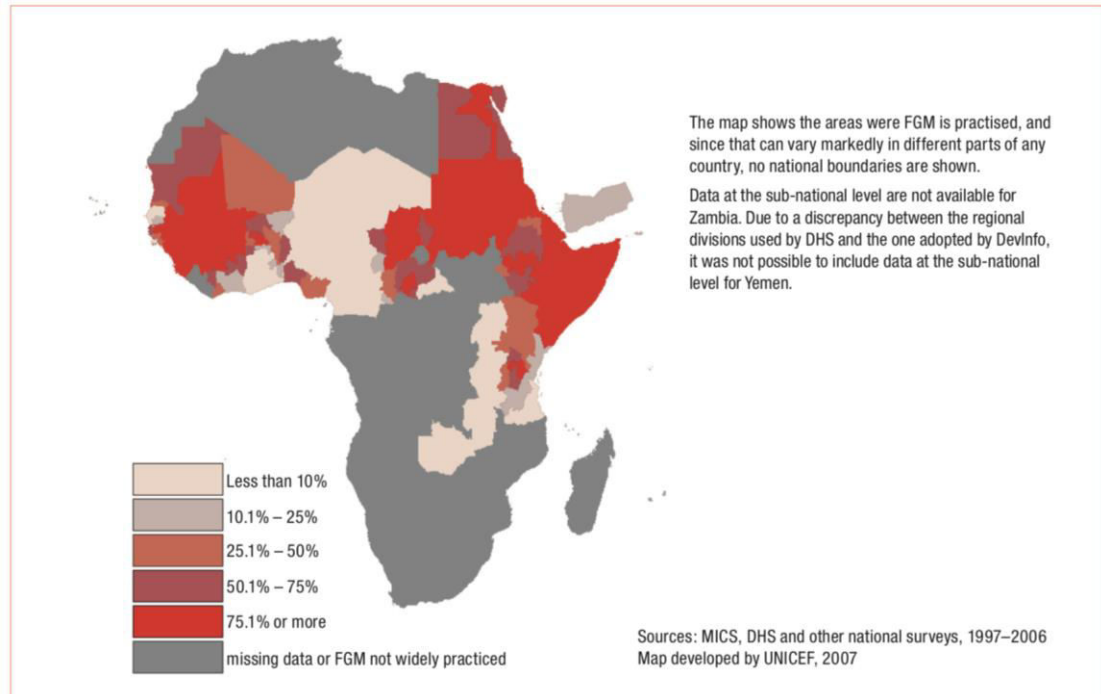 The map shows the areas were FGM is practised, and
since that can vary markedly in different parts of any
country, no national boundaries are shown.
Data at the sub-national level are not available for
Zambia. Due to a discrepancy between the regional
divisions used by DHS and the one adopted by DevInfo,
it was not possible to include data at the sub-national
level for Yemen.
Less than 10%
10.1% – 25%
25.1% – 50%
50.1% – 75%
75.1% or more
missing data or FGM not widely practiced
Sources: MICS, DHS and other national surveys, 1997–2006
Map developed by UNICEF, 2007